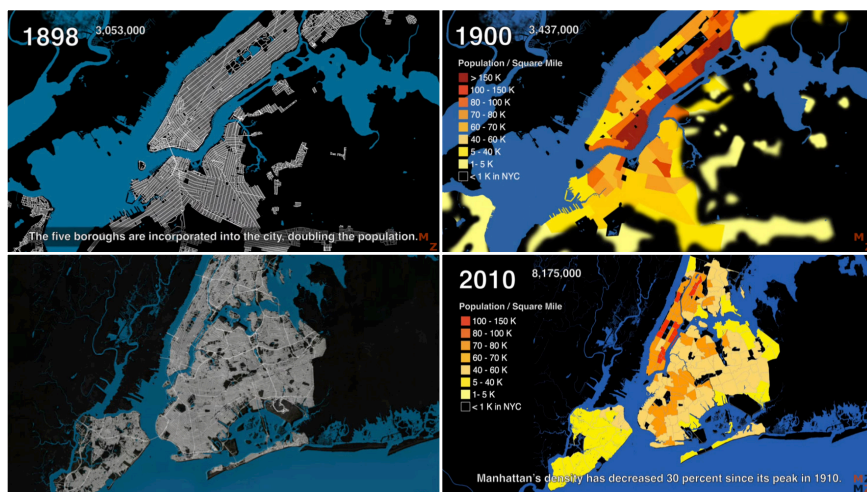 1898 3,053,000
The five boroughs are incorporated into the city, doubling the population.
M
Z
1900 3,437,000
Population / Square Mile
> 150 K
100 - 150 K
80 - 100 K
70 - 80 K
60 - 70 K
40 - 60 K
5 - 40 K
1- 5 K
< 1 K in NYC
M
Z
2010 8,175,000
Population / Square Mile
100 - 150 K
80 - 100 K
70 - 80 K
60 - 70 K
40 - 60 K
5 - 40 K
1- 5 K
< 1 K in NYC
Manhattan's density has decreased 30 percent since its peak in 1910.